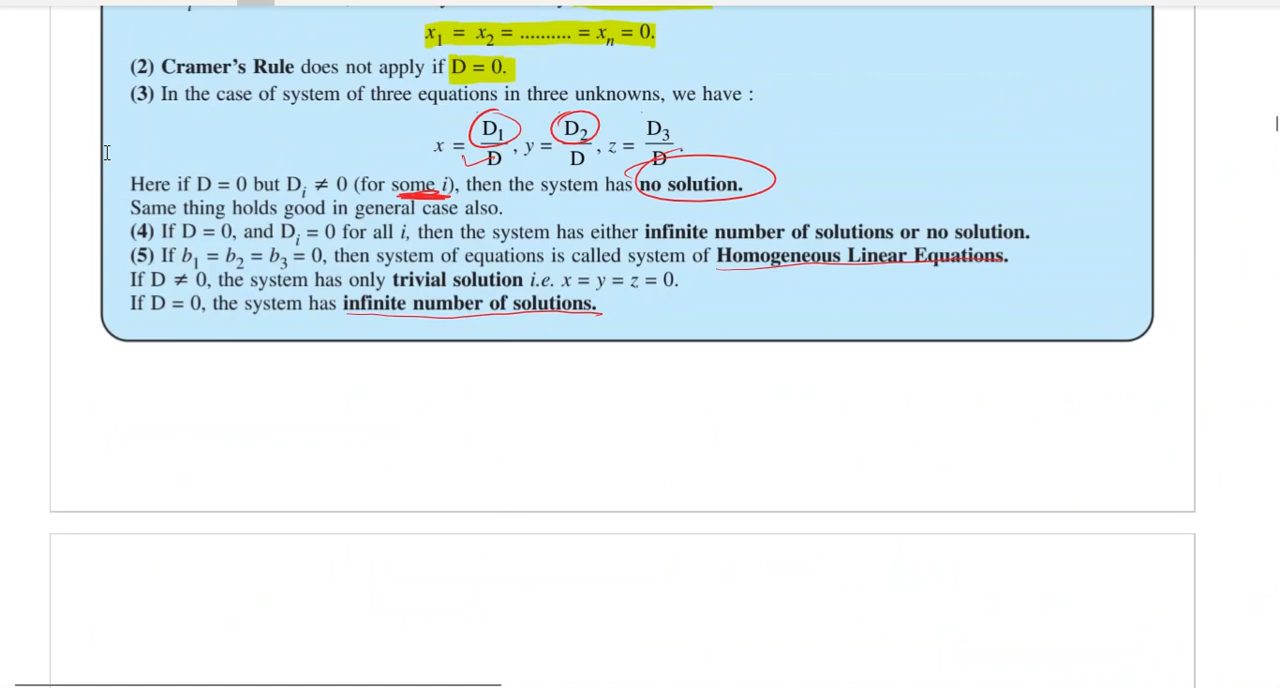 x₁ = x₂ = .......... = xₙ = 0.
(2) Cramer's Rule does not apply if D = 0.
(3) In the case of system of three equations in three unknowns, we have :
x = D₁/D , y = D₂/D , z = D₃/D .
Here if D = 0 but Dᵢ ≠ 0 (for some i), then the system has no solution.
Same thing holds good in general case also.
(4) If D = 0, and Dᵢ = 0 for all i, then the system has either infinite number of solutions or no solution.
(5) If b₁ = b₂ = b₃ = 0, then system of equations is called system of Homogeneous Linear Equations.
If D ≠ 0, the system has only trivial solution i.e. x = y = z = 0.
If D = 0, the system has infinite number of solutions.